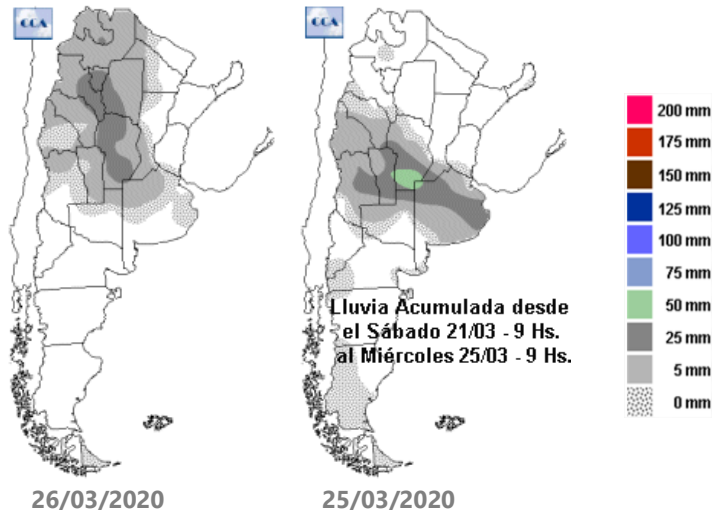 CCA
CCA
200 mm
175 mm
150 mm
125 mm
100 mm
75 mm
50 mm
25 mm
5 mm
0 mm
Lluvia Acumulada desde
el Sábado 21/03 - 9 Hs.
al Miércoles 25/03 - 9 Hs.
26/03/2020
25/03/2020